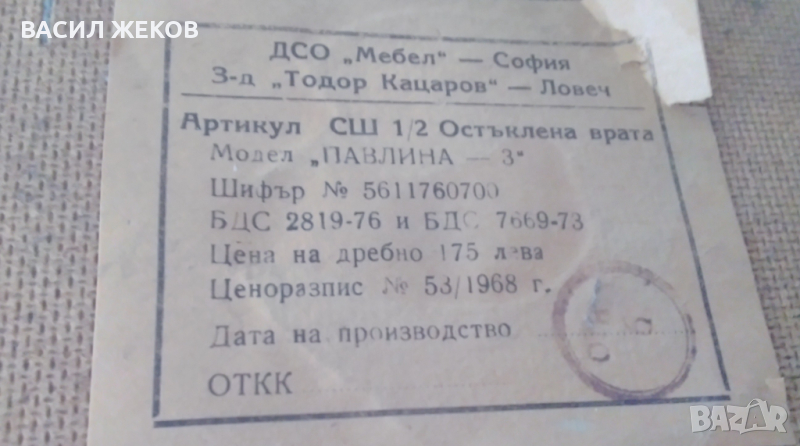 ВАСИЛ ЖЕКОВ
ДСО „Мебел" — София
З-д „Тодор Кацаров" — Ловеч
Артикул СШ 1/2 Остъклена врата
Модел „ПАВЛИНА — 3"
Шифър № 5611760700
БДС 2819-76 и БДС 7669-73
Цена на дребно 175 лева
Ценоразпис № 53/1968 г.
Дата на производство
ОТКК
BAZAR